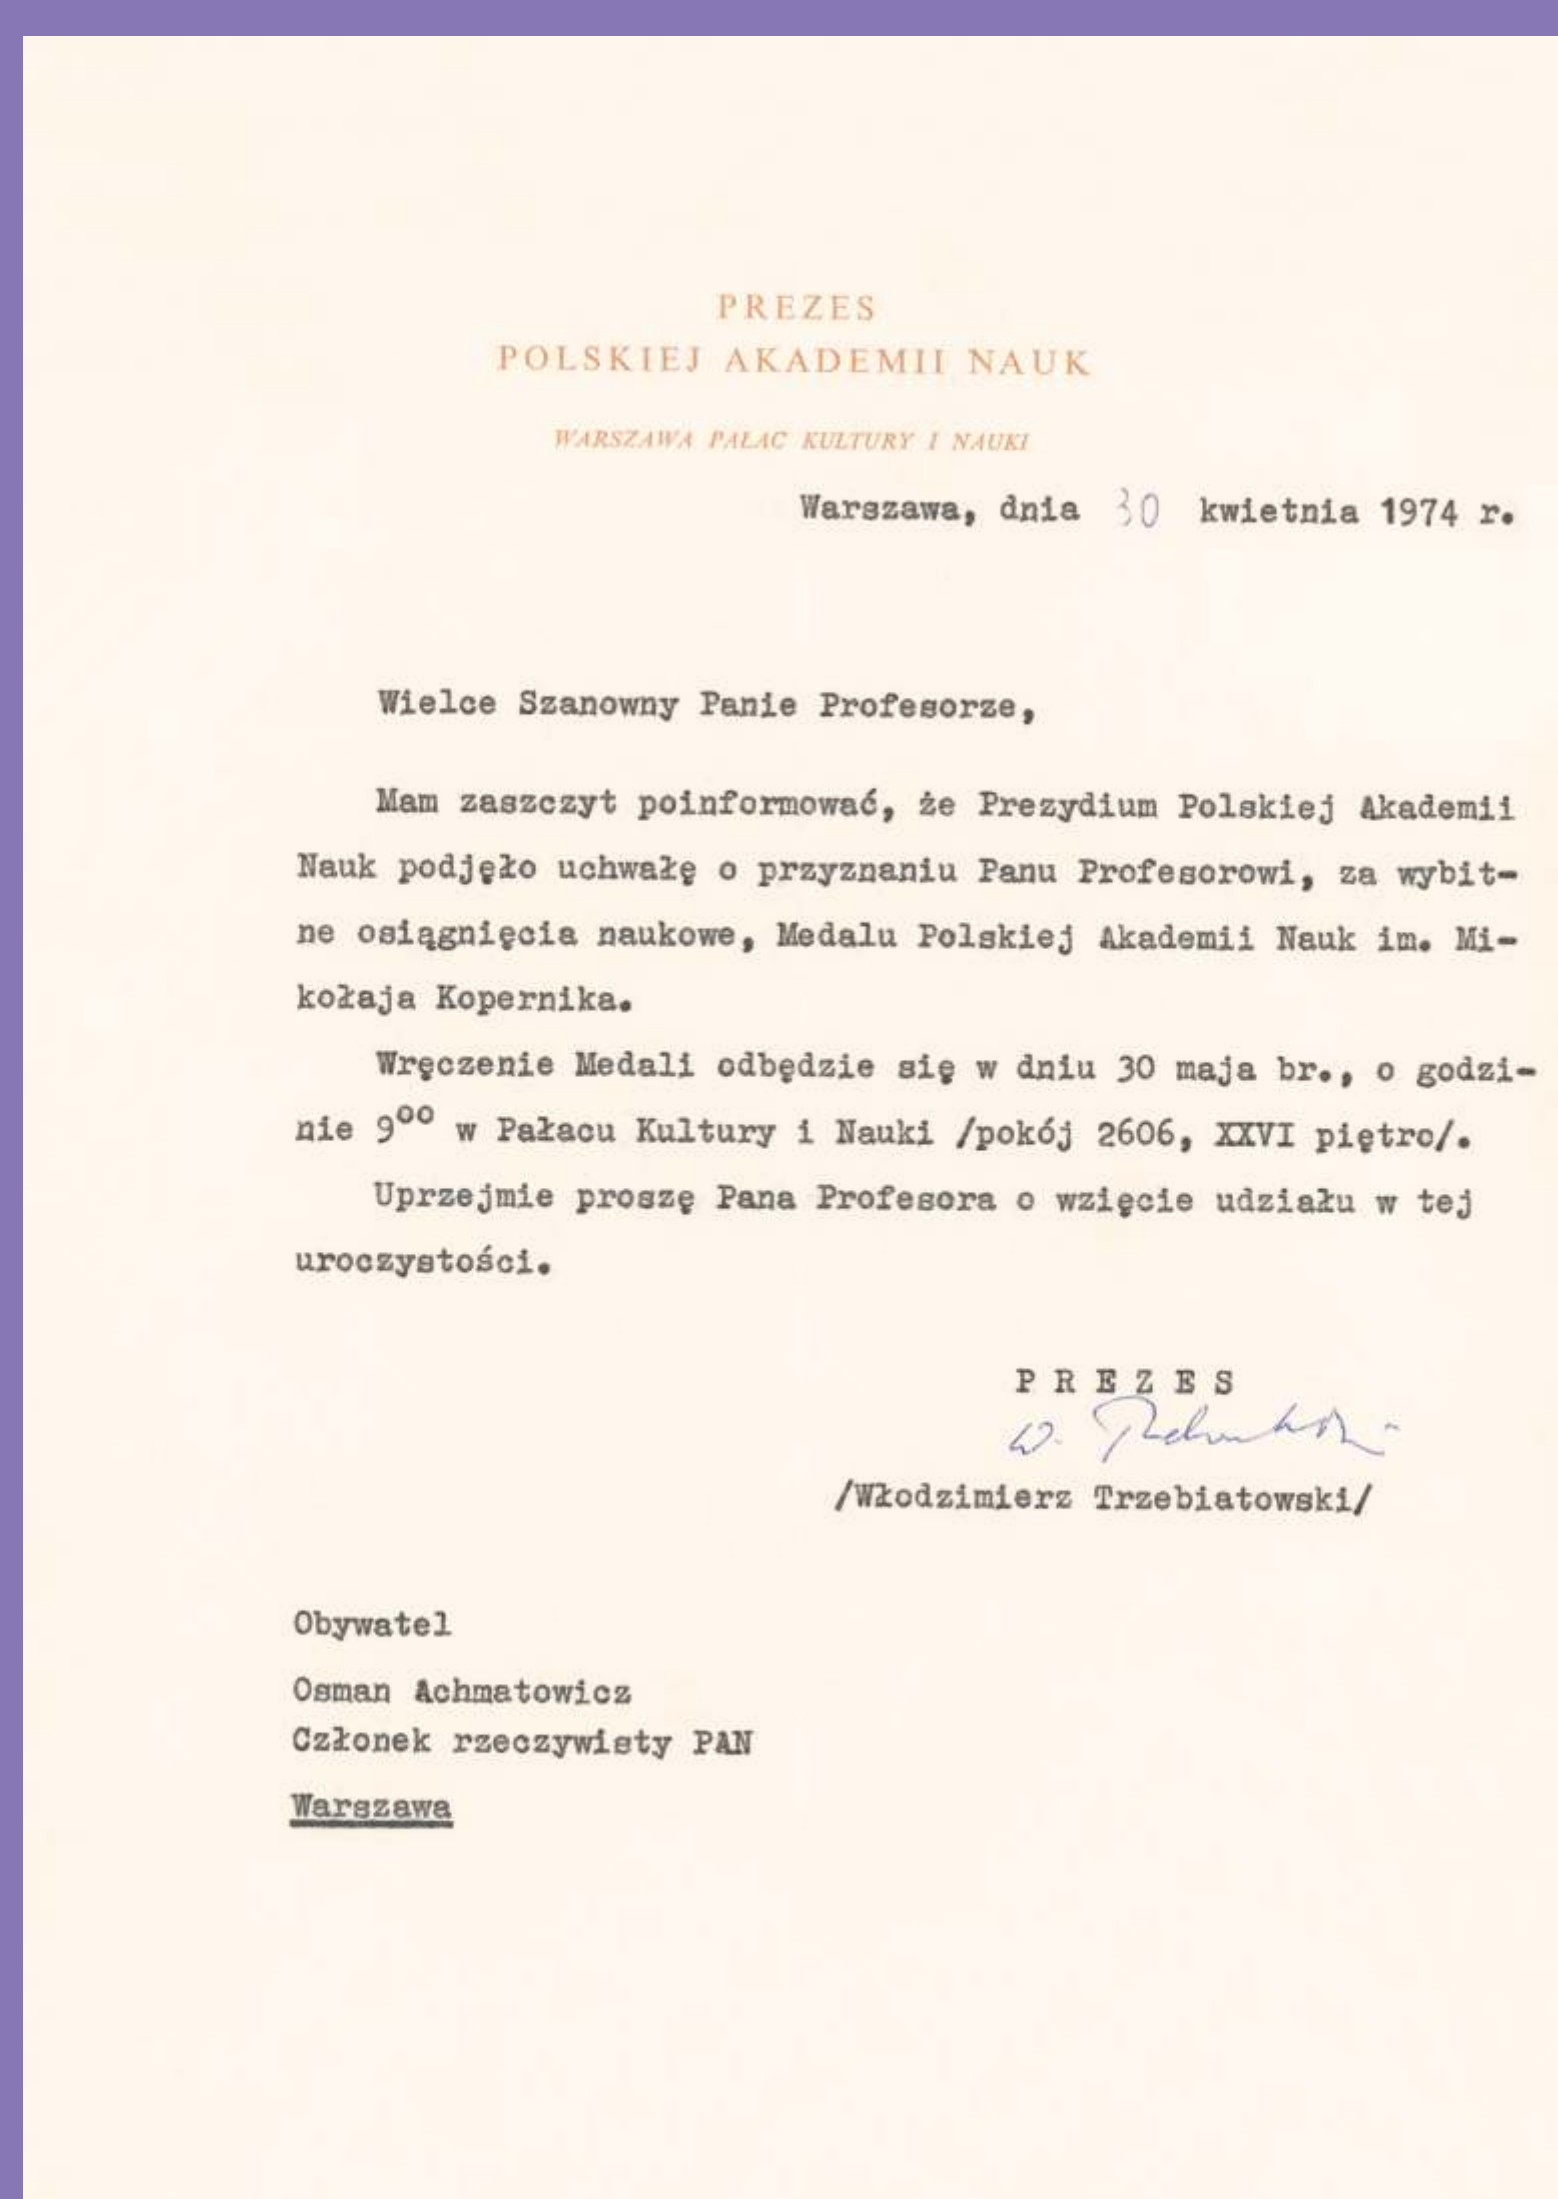 PREZES
POLSKIEJ AKADEMII NAUK
WARSZAWA PAŁAC KULTURY I NAUKI
Warszawa, dnia 30 kwietnia 1974 r.
Wielce Szanowny Panie Profesorze,
Mam zaszczyt poinformować, że Prezydium Polskiej Akademii
Nauk podjęło uchwałę o przyznaniu Panu Profesorowi, za wybit-
ne osiągnięcia naukowe, Medalu Polskiej Akademii Nauk im. Mi-
kołaja Kopernika.
Wręczenie Medali odbędzie się w dniu 30 maja br., o godzi-
nie 9⁰⁰ w Pałacu Kultury i Nauki /pokój 2606, XXVI piętro/.
Uprzejmie proszę Pana Profesora o wzięcie udziału w tej
uroczystości.
P R E Z E S
W. Trzebiatowski
/Włodzimierz Trzebiatowski/
Obywatel
Osman Achmatowicz
Członek rzeczywisty PAN
Warszawa